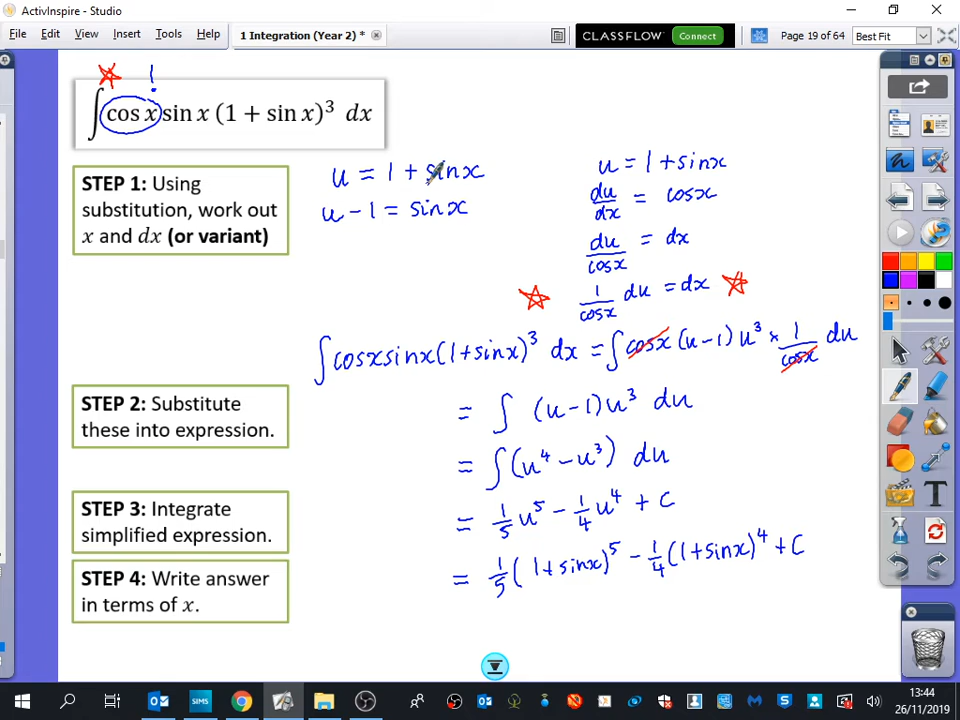 ActivInspire - Studio
File Edit View Insert Tools Help
1 Integration (Year 2) *
CLASSFLOW Connect
Page 19 of 64
Best Fit
!
∫ cos x sin x (1 + sin x)³ dx
STEP 1: Using
substitution, work out
x and dx (or variant)
u = 1 + sinx
u - 1 = sinx
u = 1 + sinx
du/dx = cosx
du/cosx = dx
1/cosx du = dx
∫cosxsinx(1+sinx)³ dx = ∫cosx(u-1)u³ × 1/cosx du
STEP 2: Substitute
these into expression.
= ∫ (u-1)u³ du
= ∫(u⁴ - u³) du
STEP 3: Integrate
simplified expression.
= 1/5 u⁵ - 1/4 u⁴ + C
STEP 4: Write answer
in terms of x.
= 1/5 (1+sinx)⁵ - 1/4 (1+sinx)⁴ + C
SIMS
13:44
26/11/2019